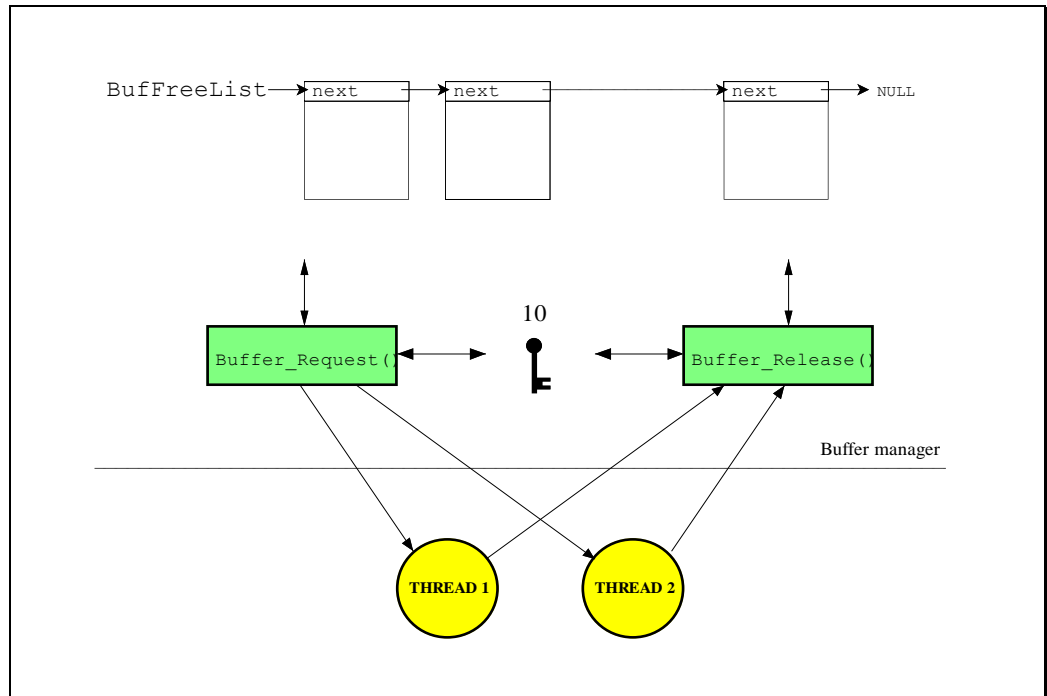 BufFreeList next next next NULL
10
Buffer_Request() Buffer_Release()
Buffer manager
THREAD 1 THREAD 2